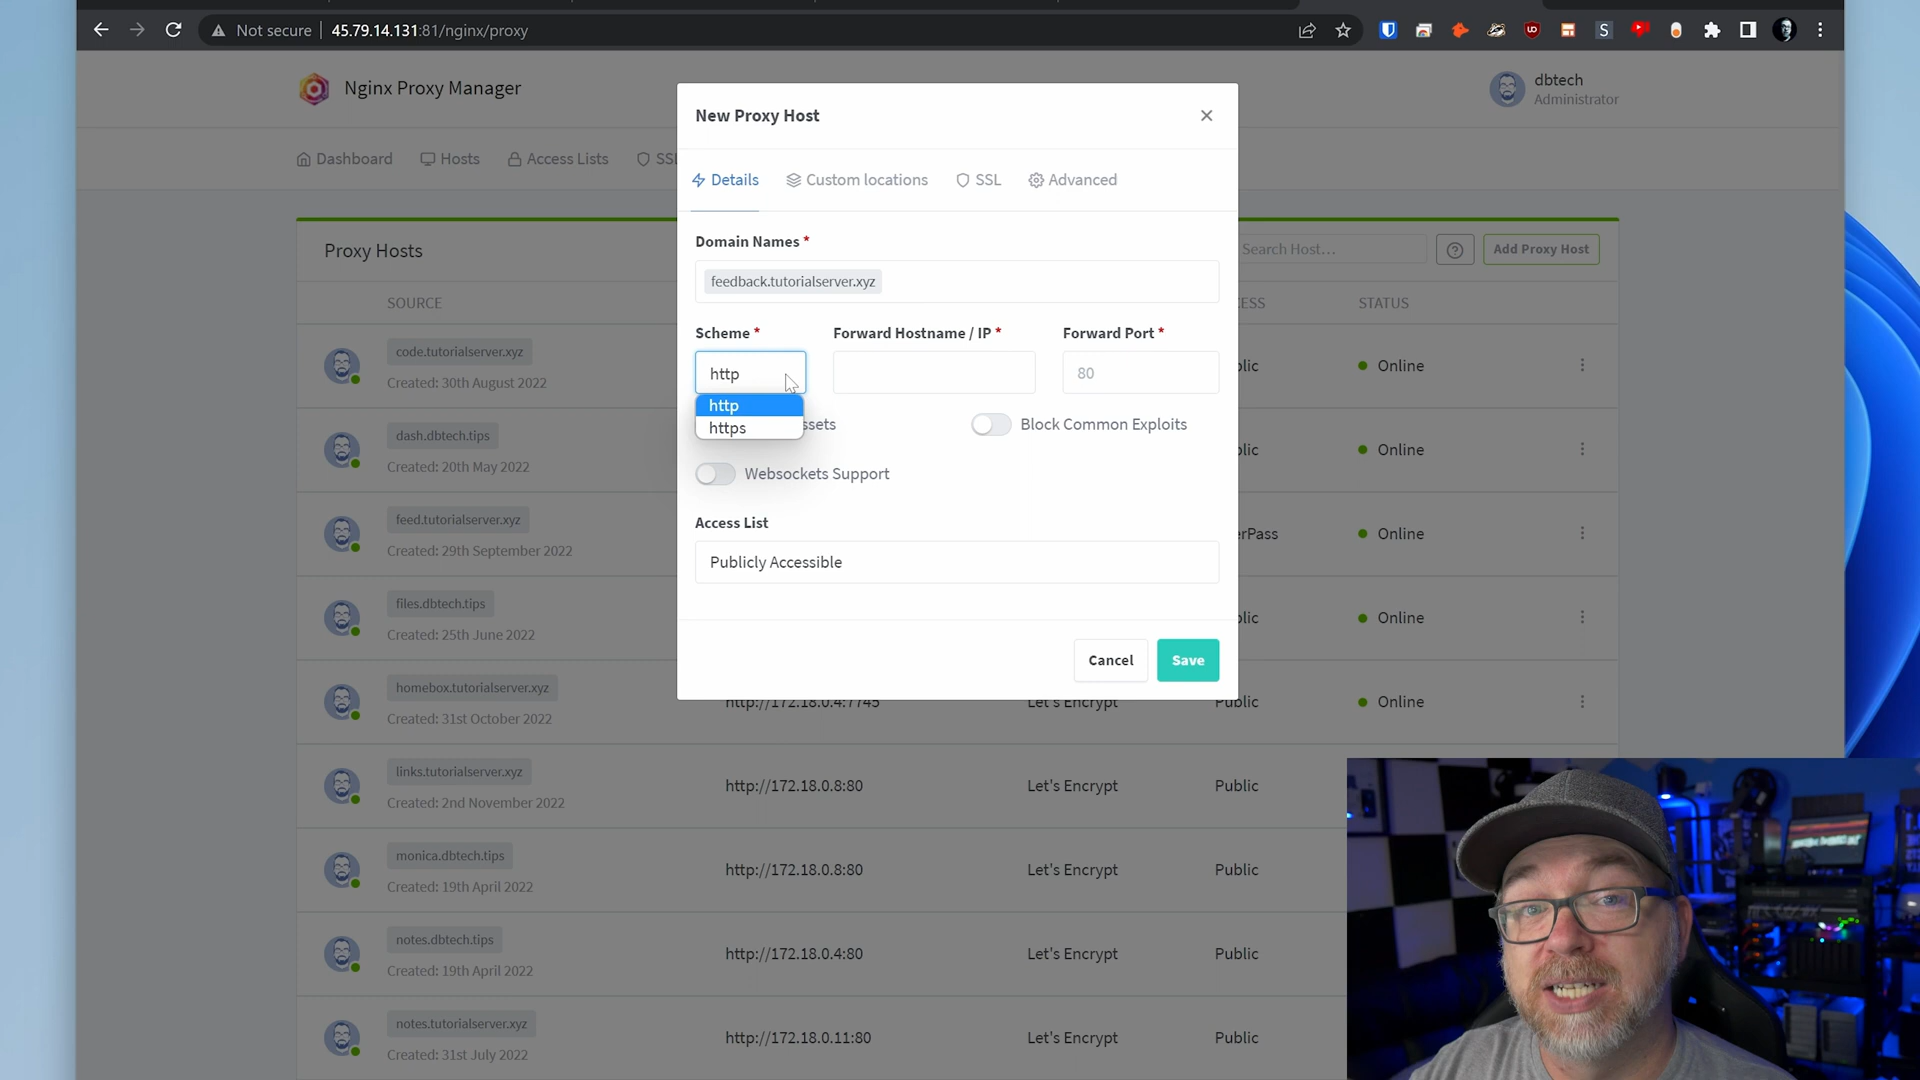 Not secure
45.79.14.131:81/nginx/proxy
Nginx Proxy Manager
dbtech
Administrator
Dashboard
Hosts
Access Lists
SSL
Proxy Hosts
Search Host…
Add Proxy Host
SOURCE
STATUS
code.tutorialserver.xyz
Created: 30th August 2022
Online
dash.dbtech.tips
Created: 20th May 2022
Online
feed.tutorialserver.xyz
Created: 29th September 2022
Online
files.dbtech.tips
Created: 25th June 2022
Online
homebox.tutorialserver.xyz
Created: 31st October 2022
http://172.18.0.4:7745
Let's Encrypt
Public
Online
links.tutorialserver.xyz
Created: 2nd November 2022
http://172.18.0.8:80
Let's Encrypt
Public
monica.dbtech.tips
Created: 19th April 2022
http://172.18.0.8:80
Let's Encrypt
Public
notes.dbtech.tips
Created: 19th April 2022
http://172.18.0.4:80
Let's Encrypt
Public
notes.tutorialserver.xyz
Created: 31st July 2022
http://172.18.0.11:80
Let's Encrypt
Public
New Proxy Host
Details
Custom locations
SSL
Advanced
Domain Names *
feedback.tutorialserver.xyz
Scheme *
Forward Hostname / IP *
Forward Port *
http
80
http
https
Block Common Exploits
Websockets Support
Access List
Publicly Accessible
Cancel
Save